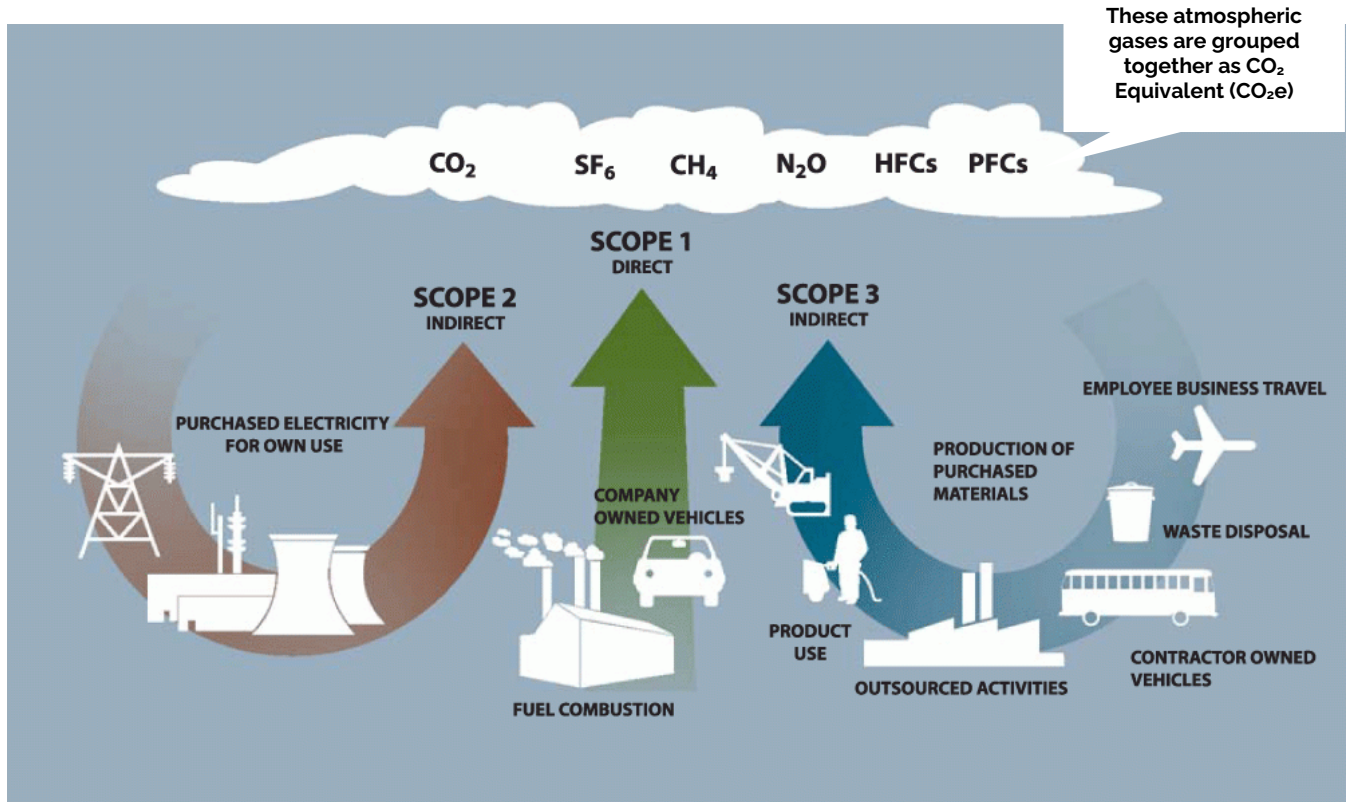 These atmospheric
gases are grouped
together as CO₂
Equivalent (CO₂e)
CO₂
SF₆
CH₄
N₂O
HFCs
PFCs
SCOPE 1
DIRECT
SCOPE 2
INDIRECT
SCOPE 3
INDIRECT
PURCHASED ELECTRICITY
FOR OWN USE
COMPANY
OWNED VEHICLES
FUEL COMBUSTION
EMPLOYEE BUSINESS TRAVEL
PRODUCTION OF
PURCHASED
MATERIALS
WASTE DISPOSAL
PRODUCT
USE
OUTSOURCED ACTIVITIES
CONTRACTOR OWNED
VEHICLES